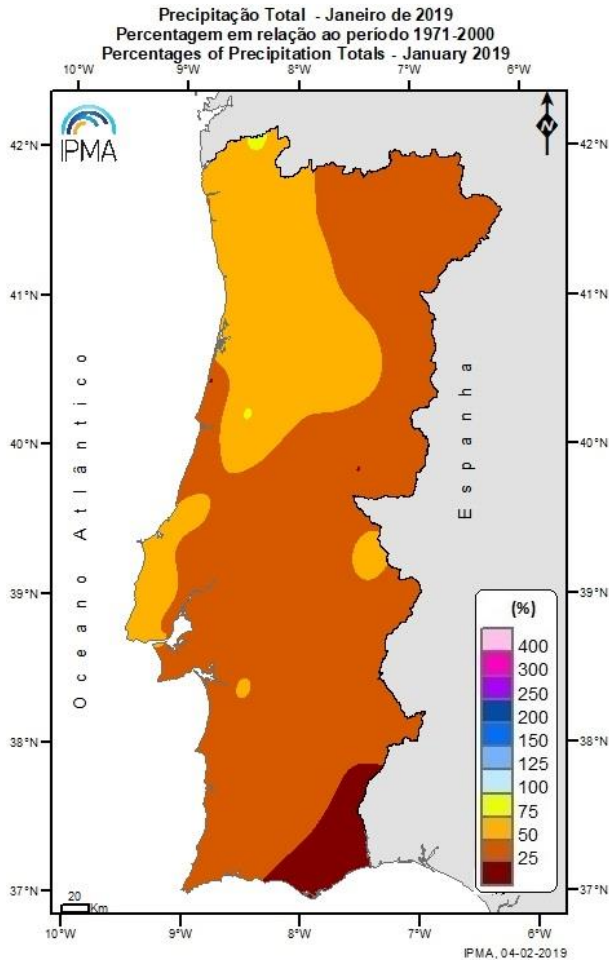 Precipitação Total - Janeiro de 2019
Percentagem em relação ao período 1971-2000
Percentages of Precipitation Totals - January 2019
10°W 9°W 8°W 7°W 6°W
IPMA
N
42°N 42°N
41°N 41°N
40°N 40°N
39°N 39°N
38°N 38°N
37°N 37°N
Oceano Atlântico
Espanha
(%)
400
300
250
200
150
125
100
75
50
25
20
Km
10°W 9°W 8°W 7°W 6°W
IPMA, 04-02-2019